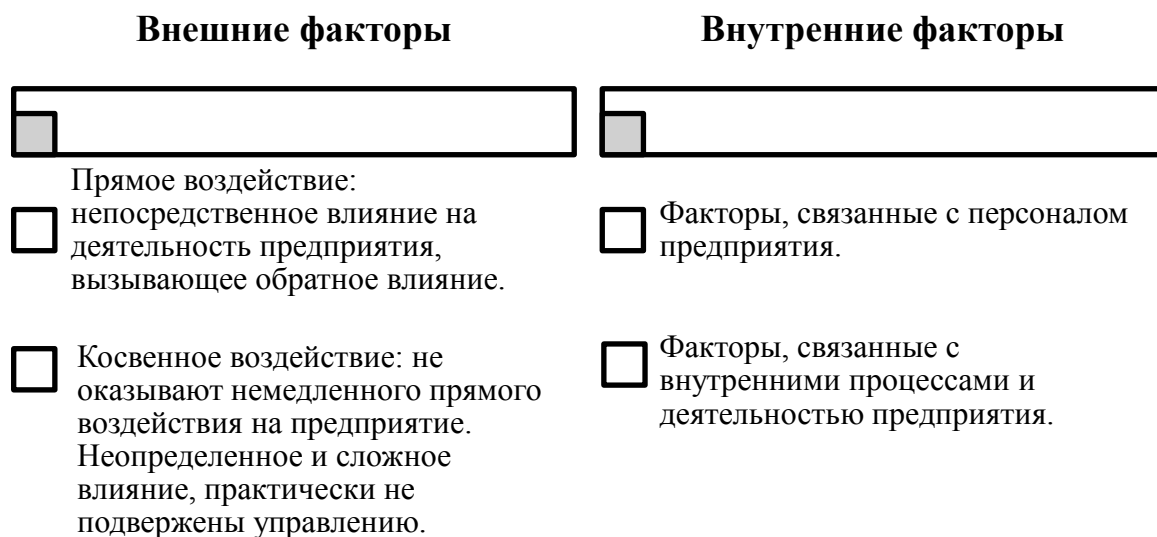 Внешние факторы
Прямое воздействие:
непосредственное влияние на
деятельность предприятия,
вызывающее обратное влияние.
Косвенное воздействие: не
оказывают немедленного прямого
воздействия на предприятие.
Неопределенное и сложное
влияние, практически не
подвержены управлению.
Внутренние факторы
Факторы, связанные с персоналом
предприятия.
Факторы, связанные с
внутренними процессами и
деятельностью предприятия.